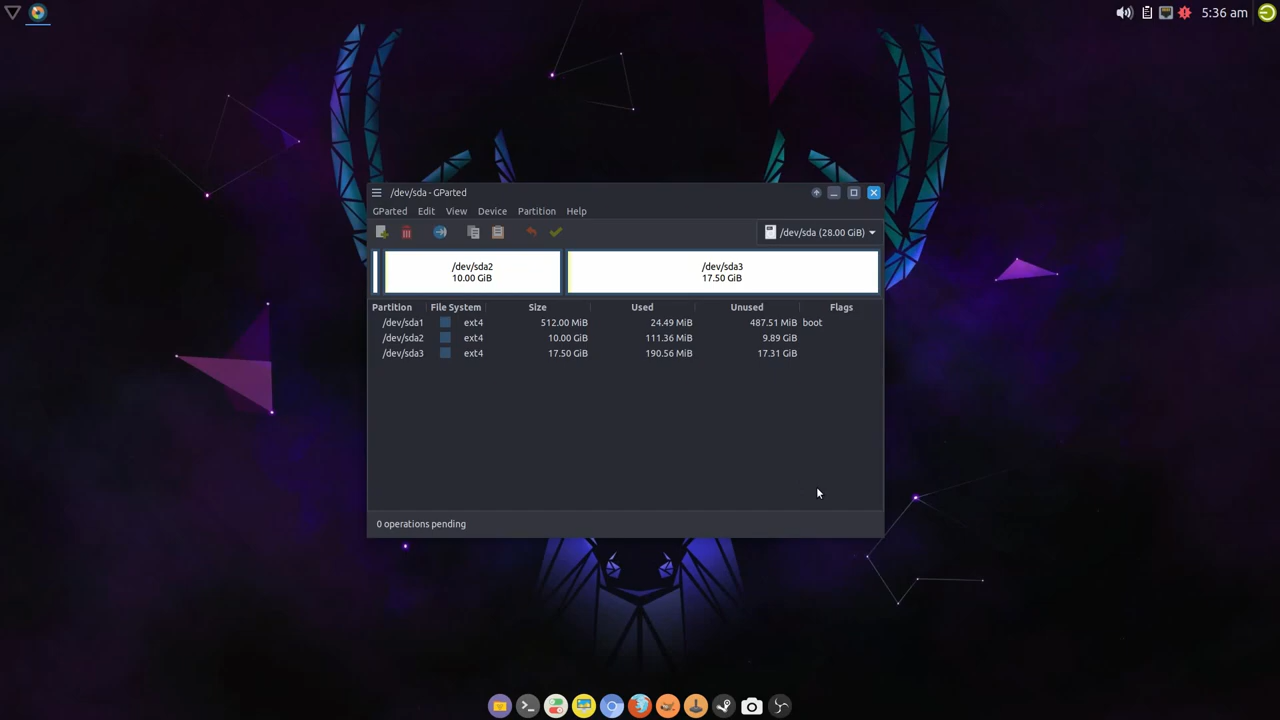 5:36 am
/dev/sda - GParted
GParted Edit View Device Partition Help
/dev/sda (28.00 GiB)
/dev/sda2
10.00 GiB
/dev/sda3
17.50 GiB
Partition File System Size Used Unused Flags
/dev/sda1 ext4 512.00 MiB 24.49 MiB 487.51 MiB boot
/dev/sda2 ext4 10.00 GiB 111.36 MiB 9.89 GiB
/dev/sda3 ext4 17.50 GiB 190.56 MiB 17.31 GiB
0 operations pending